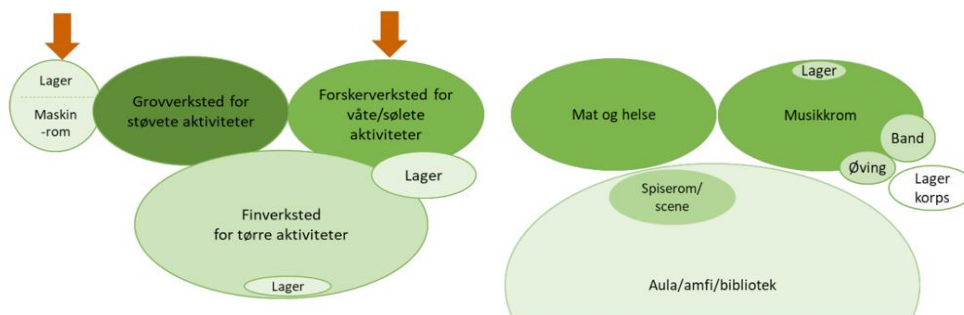 Lager
Maskin
-rom
Grovverksted for
støvete aktiviteter
Forskerverksted for
våte/sølete
aktiviteter
Lager
Finverksted
for tørre aktiviteter
Lager
Mat og helse
Lager
Musikkrom
Band
Øving
Lager
korps
Spiserom/
scene
Aula/amfi/bibliotek